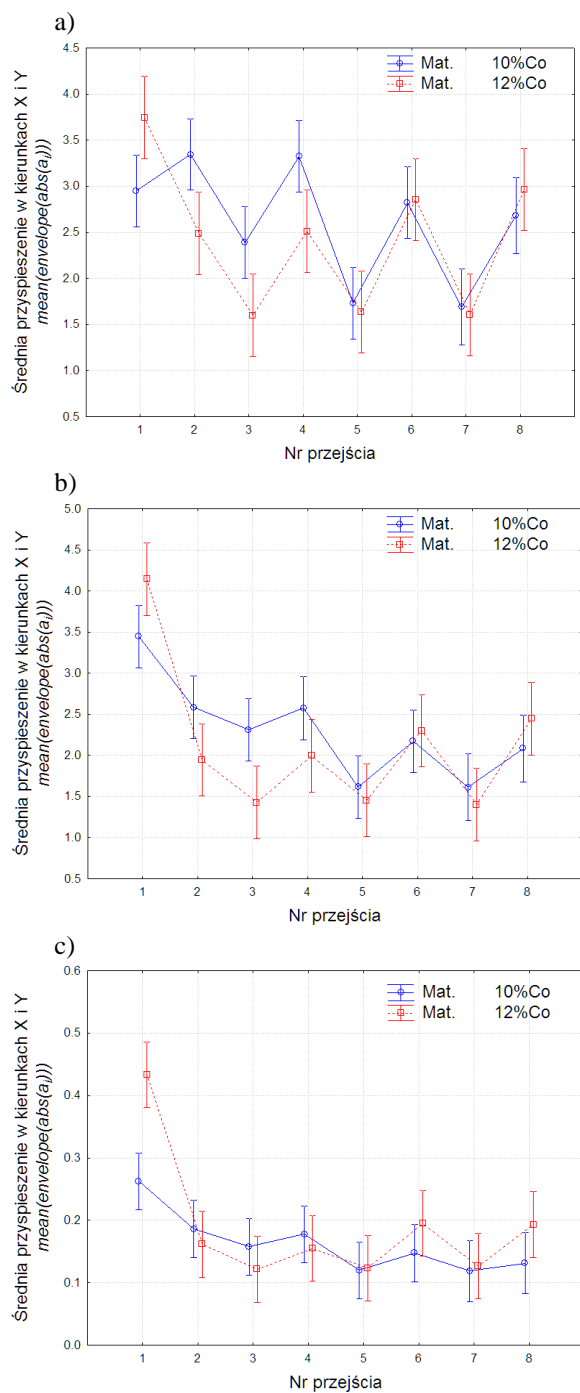 a)
Średnia przyspieszenie w kierunkach X i Y
mean(envelope(abs(aᵢ)))
4.5
4.0
3.5
3.0
2.5
2.0
1.5
1.0
0.5
Mat. 10%Co
Mat. 12%Co
1 2 3 4 5 6 7 8
Nr przejścia
b)
Średnia przyspieszenie w kierunkach X i Y
mean(envelope(abs(aᵢ)))
5.0
4.5
4.0
3.5
3.0
2.5
2.0
1.5
1.0
0.5
Mat. 10%Co
Mat. 12%Co
1 2 3 4 5 6 7 8
Nr przejścia
c)
Średnia przyspieszenie w kierunkach X i Y
mean(envelope(abs(aᵢ)))
0.6
0.5
0.4
0.3
0.2
0.1
0.0
Mat. 10%Co
Mat. 12%Co
1 2 3 4 5 6 7 8
Nr przejścia